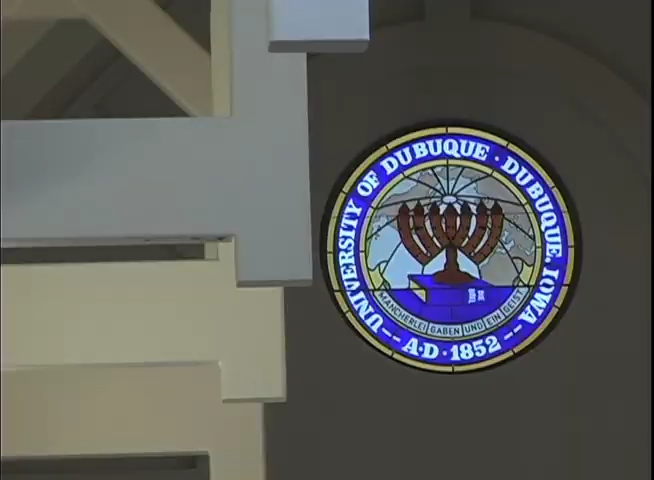 UNIVERSITY OF DUBUQUE · DUBUQUE, IOWA
A·D · 1852
MANCHERLEI GABEN UND EIN GEIST